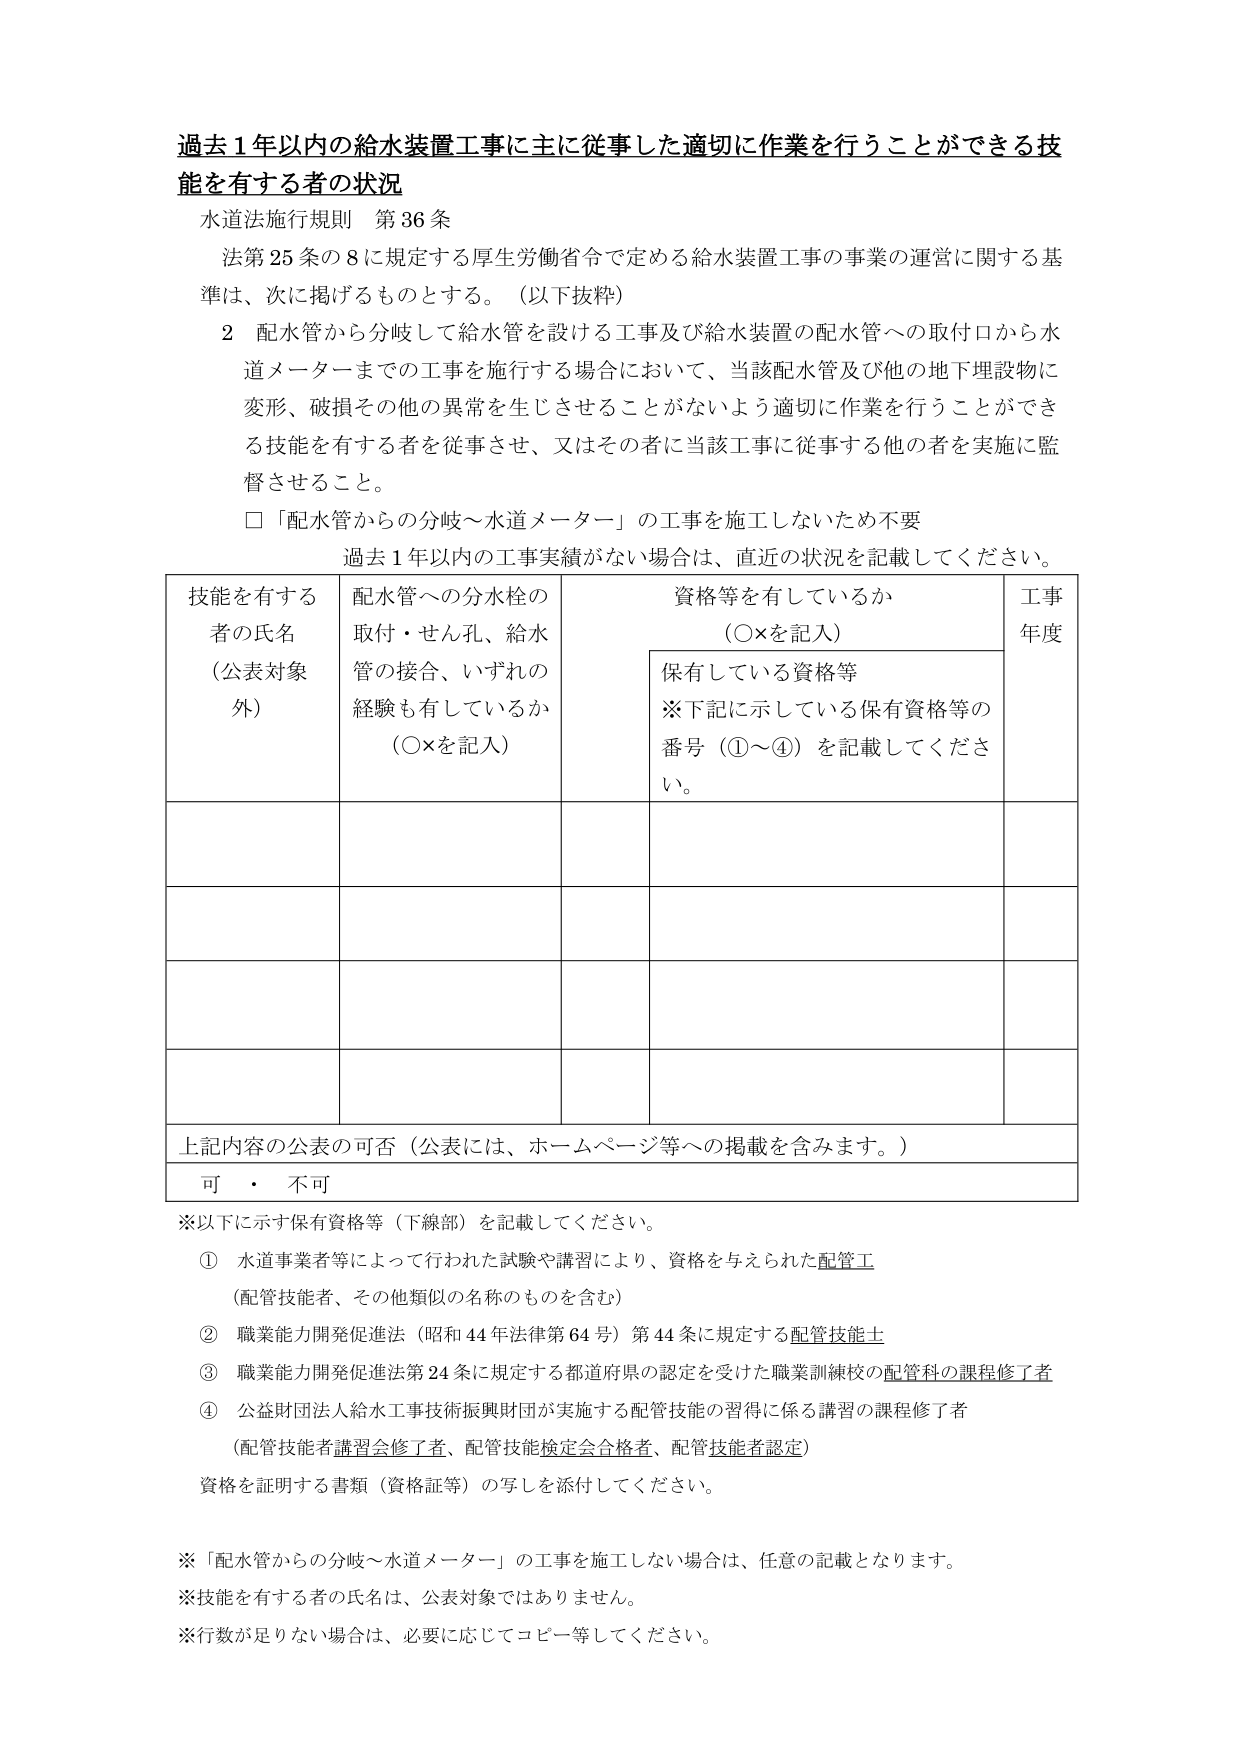 過去１年以内の給水装置工事に主に従事した適切に作業を行うことができる技
能を有する者の状況
水道法施行規則　第 36 条
法第 25 条の 8 に規定する厚生労働省令で定める給水装置工事の事業の運営に関する基
準は、次に掲げるものとする。（以下抜粋）
2　配水管から分岐して給水管を設ける工事及び給水装置の配水管への取付口から水
道メーターまでの工事を施行する場合において、当該配水管及び他の地下埋設物に
変形、破損その他の異常を生じさせることがないよう適切に作業を行うことができ
る技能を有する者を従事させ、又はその者に当該工事に従事する他の者を実施に監
督させること。
□「配水管からの分岐～水道メーター」の工事を施工しないため不要
過去 1 年以内の工事実績がない場合は、直近の状況を記載してください。
技能を有する
者の氏名
（公表対象
外）
配水管への分水栓の
取付・せん孔、給水
管の接合、いずれの
経験も有しているか
（○×を記入）
資格等を有しているか
（○×を記入）
保有している資格等
※下記に示している保有資格等の
番号（①～④）を記載してくださ
い。
工事
年度
上記内容の公表の可否（公表には、ホームページ等への掲載を含みます。）
可　・　不可
※以下に示す保有資格等（下線部）を記載してください。
①　水道事業者等によって行われた試験や講習により、資格を与えられた配管工
（配管技能者、その他類似の名称のものを含む）
②　職業能力開発促進法（昭和 44 年法律第 64 号）第 44 条に規定する配管技能士
③　職業能力開発促進法第 24 条に規定する都道府県の認定を受けた職業訓練校の配管科の課程修了者
④　公益財団法人給水工事技術振興財団が実施する配管技能の習得に係る講習の課程修了者
（配管技能者講習会修了者、配管技能検定会合格者、配管技能者認定）
資格を証明する書類（資格証等）の写しを添付してください。
※「配水管からの分岐～水道メーター」の工事を施工しない場合は、任意の記載となります。
※技能を有する者の氏名は、公表対象ではありません。
※行数が足りない場合は、必要に応じてコピー等してください。